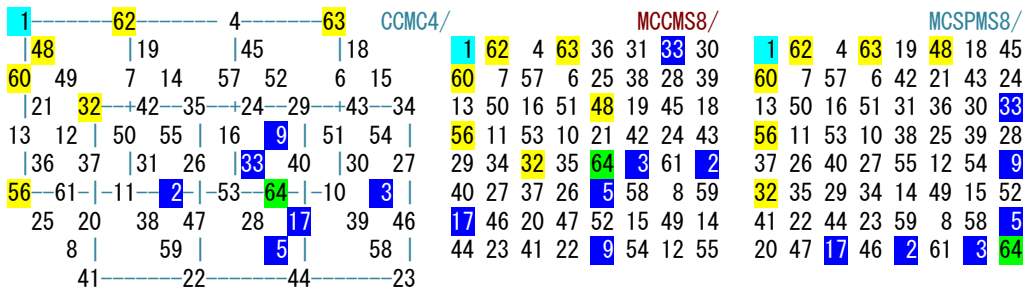 1-------62------- 4-------63 CCMC4/ MCCMS8/ MCSPMS8/
|48 |19 |45 |18 1 62 4 63 36 31 33 30 1 62 4 63 19 48 18 45
60 49 7 14 57 52 6 15 60 7 57 6 25 38 28 39 60 7 57 6 42 21 43 24
|21 32--+42--35--+24--29--+43--34 13 50 16 51 48 19 45 18 13 50 16 51 31 36 30 33
13 12 | 50 55 | 16 9 | 51 54 | 56 11 53 10 21 42 24 43 56 11 53 10 38 25 39 28
|36 37 |31 26 |33 40 |30 27 29 34 32 35 64 3 61 2 37 26 40 27 55 12 54 9
56--61-|-11-- 2-|-53--64-|-10-- 3 | 40 27 37 26 5 58 8 59 32 35 29 34 14 49 15 52
25 20 38 47 28 17 39 46 17 46 20 47 52 15 49 14 41 22 44 23 59 8 58 5
8 | 59 | 5 | 58 | 44 23 41 22 9 54 12 55 20 47 17 46 2 61 3 64
41-------22-------44-------23